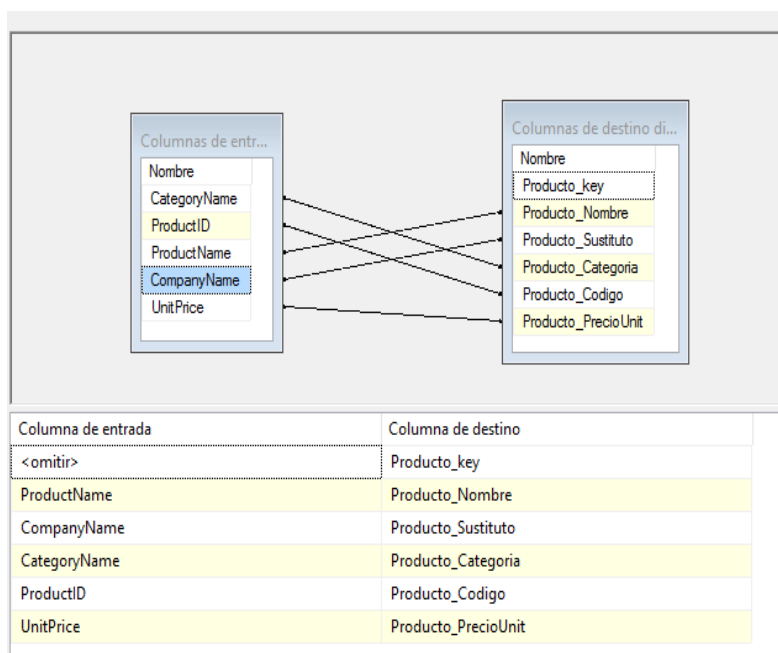 Columnas de entr...
Nombre
CategoryName
ProductID
ProductName
CompanyName
UnitPrice
Columnas de destino di...
Nombre
Producto_key
Producto_Nombre
Producto_Sustituto
Producto_Categoria
Producto_Codigo
Producto_PrecioUnit
Columna de entrada Columna de destino
<omitir> Producto_key
ProductName Producto_Nombre
CompanyName Producto_Sustituto
CategoryName Producto_Categoria
ProductID Producto_Codigo
UnitPrice Producto_PrecioUnit